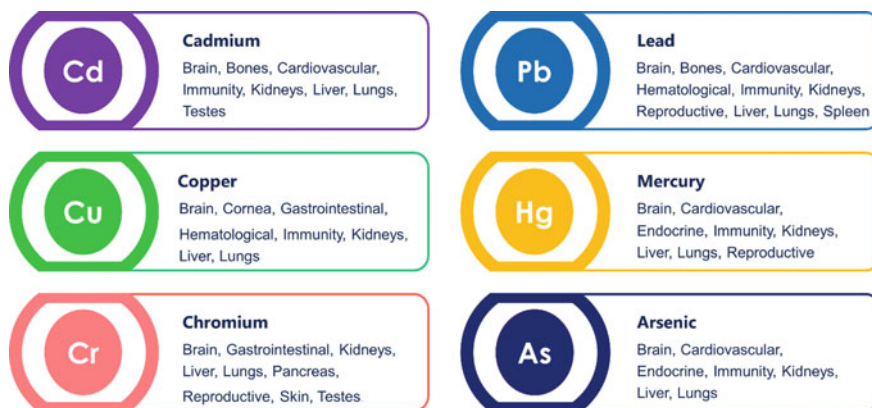 Cd
Cadmium
Brain, Bones, Cardiovascular,
Immunity, Kidneys, Liver, Lungs,
Testes
Pb
Lead
Brain, Bones, Cardiovascular,
Hematological, Immunity, Kidneys,
Reproductive, Liver, Lungs, Spleen
Cu
Copper
Brain, Cornea, Gastrointestinal,
Hematological, Immunity, Kidneys,
Liver, Lungs
Hg
Mercury
Brain, Cardiovascular,
Endocrine, Immunity, Kidneys,
Liver, Lungs, Reproductive
Cr
Chromium
Brain, Gastrointestinal, Kidneys,
Liver, Lungs, Pancreas,
Reproductive, Skin, Testes
As
Arsenic
Brain, Cardiovascular,
Endocrine, Immunity, Kidneys,
Liver, Lungs